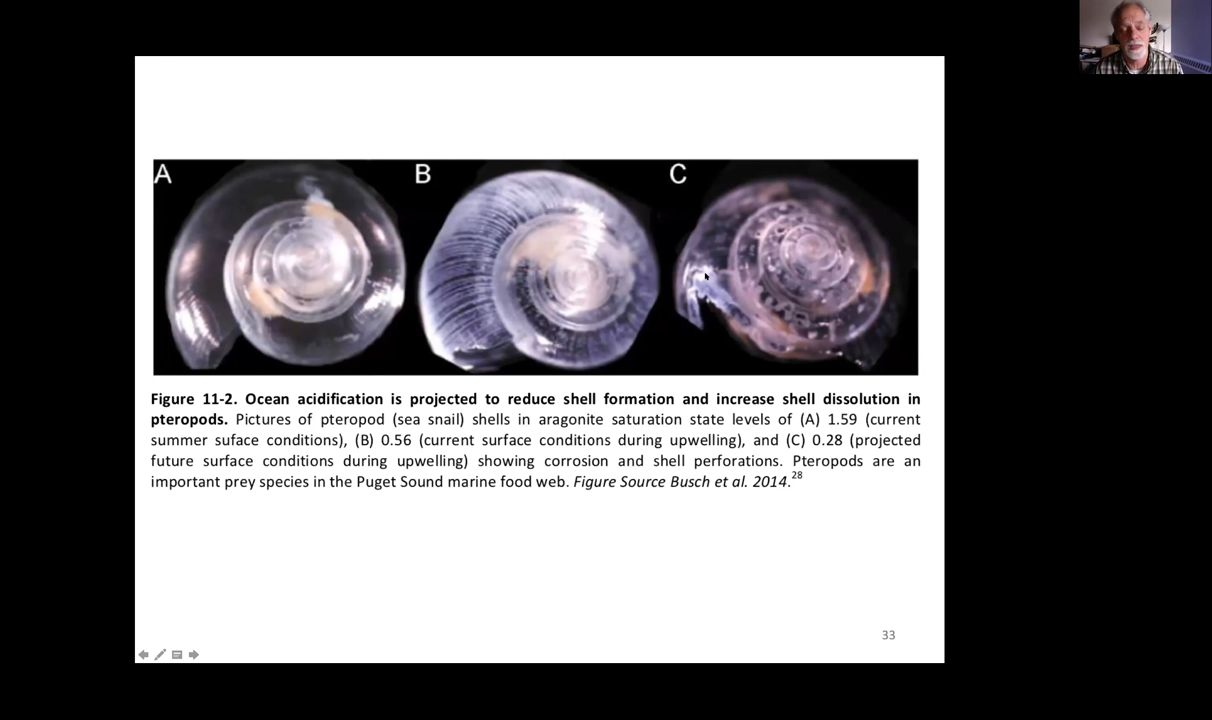 A B C
Figure 11-2. Ocean acidification is projected to reduce shell formation and increase shell dissolution in
pteropods. Pictures of pteropod (sea snail) shells in aragonite saturation state levels of (A) 1.59 (current
summer suface conditions), (B) 0.56 (current surface conditions during upwelling), and (C) 0.28 (projected
future surface conditions during upwelling) showing corrosion and shell perforations. Pteropods are an
important prey species in the Puget Sound marine food web. Figure Source Busch et al. 2014.28
33